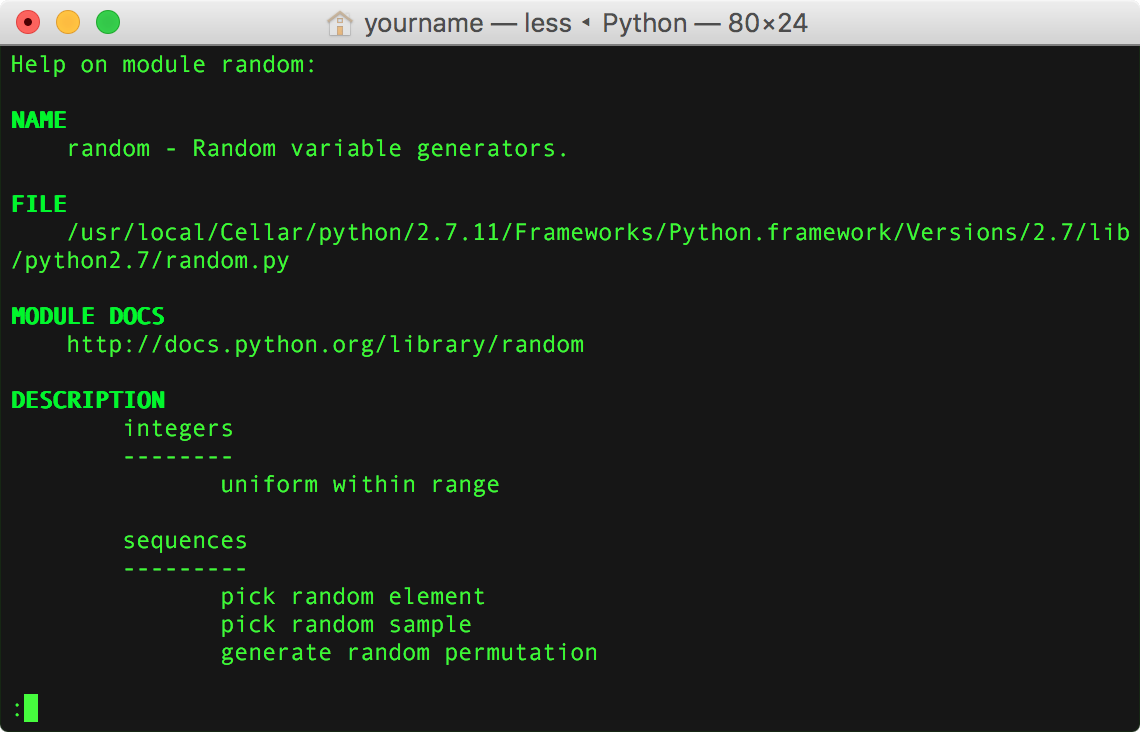 yourname — less ◂ Python — 80×24
Help on module random:
NAME
random - Random variable generators.
FILE
/usr/local/Cellar/python/2.7.11/Frameworks/Python.framework/Versions/2.7/lib
/python2.7/random.py
MODULE DOCS
http://docs.python.org/library/random
DESCRIPTION
integers
--------
uniform within range
sequences
---------
pick random element
pick random sample
generate random permutation
: